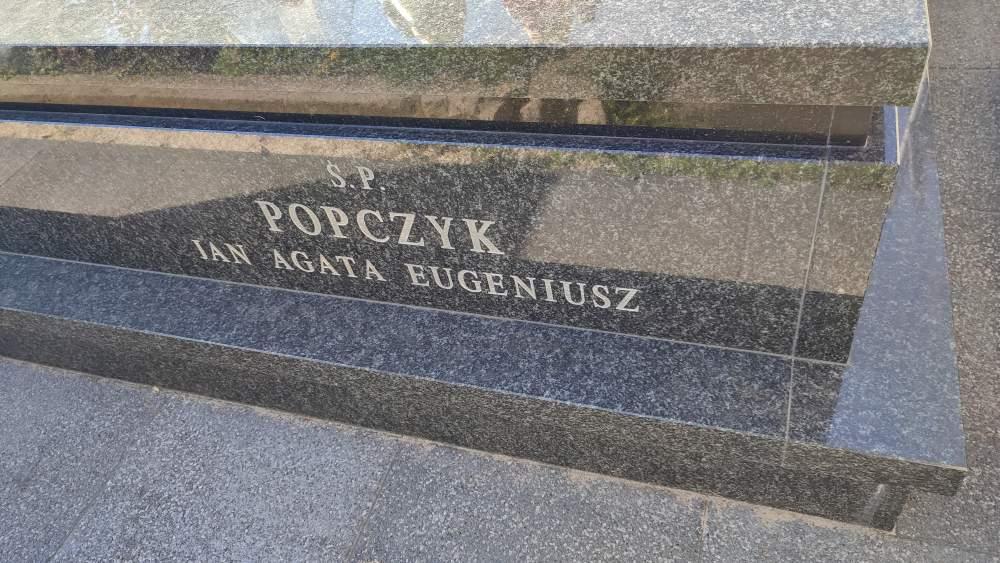 Ś.P.
POPCZYK
JAN AGATA EUGENIUSZ